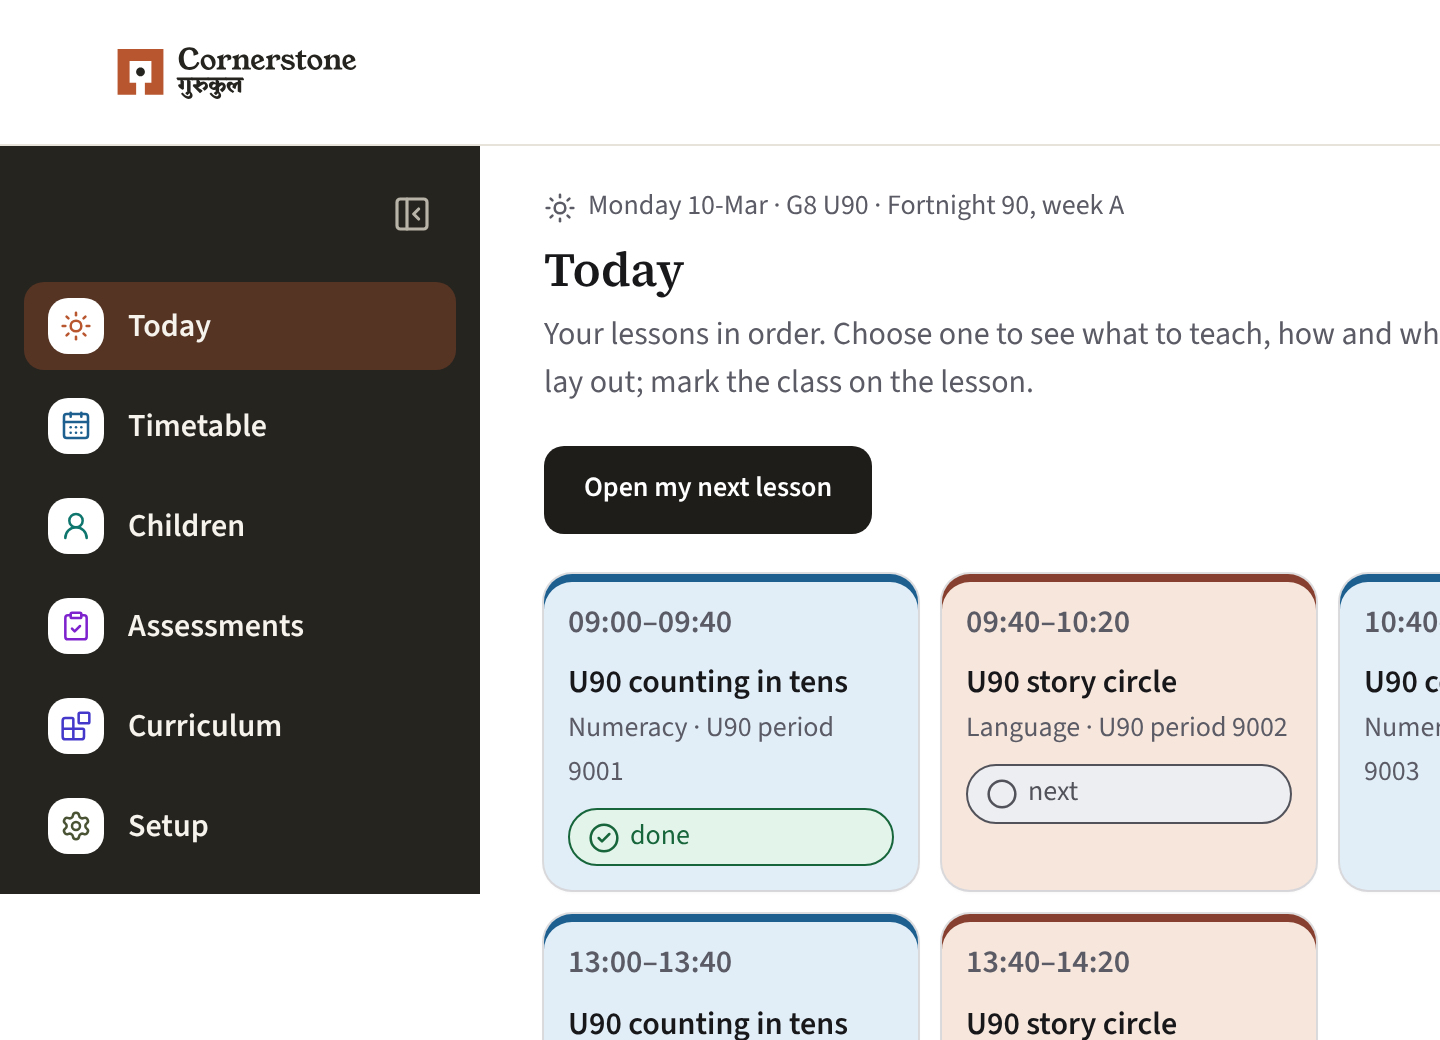 Cornerstone
गुरुकुल
Monday 10-Mar · G8 U90 · Fortnight 90, week A
Today
Your lessons in order. Choose one to see what to teach, how and
lay out; mark the class on the lesson.
Open my next lesson
Today
Timetable
Children
Assessments
Curriculum
Setup
09:00–09:40
U90 counting in tens
Numeracy · U90 period
9001
done
09:40–10:20
U90 story circle
Language · U90 period 9002
next
10:40
U90
9003
13:00–13:40
U90 counting in tens
13:40–14:20
U90 story circle